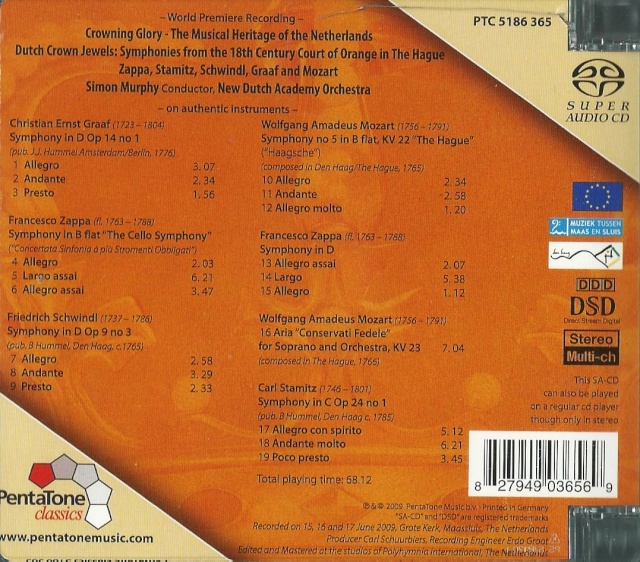 – World Premiere Recording –
PTC 5186 365
Crowning Glory - The Musical Heritage of the Netherlands
Dutch Crown Jewels: Symphonies from the 18th Century Court of Orange in The Hague
Zappa, Stamitz, Schwindl, Graaf and Mozart
Simon Murphy Conductor, New Dutch Academy Orchestra
– on authentic instruments –
SUPER
AUDIO CD
Christian Ernst Graaf (1723 – 1804)
Symphony in D Op 14 no 1
(pub. J.J. Hummel Amsterdam/Berlin, 1776)
1 Allegro 3. 07
2 Andante 2. 34
3 Presto 1. 56
Francesco Zappa (fl. 1763 – 1788)
Symphony in B flat "The Cello Symphony"
("Concertata Sinfonia à più Stromenti Obbligati")
4 Allegro 2. 03
5 Largo assai 6. 21
6 Allegro assai 3. 47
Friedrich Schwindl (1737 – 1786)
Symphony in D Op 9 no 3
(pub. B Hummel, Den Haag, c.1765)
7 Allegro 2. 58
8 Andante 3. 29
9 Presto 2. 33
Wolfgang Amadeus Mozart (1756 – 1791)
Symphony no 5 in B flat, KV 22 "The Hague"
("Haagsche")
(composed in Den Haag/The Hague, 1765)
10 Allegro 2. 34
11 Andante 2. 58
12 Allegro molto 1. 20
Francesco Zappa (fl. 1763 – 1788)
Symphony in D
13 Allegro assai 2. 07
14 Largo 5. 38
15 Allegro 1. 12
Wolfgang Amadeus Mozart (1756 – 1791)
16 Aria "Conservati Fedele"
for Soprano and Orchestra, KV 23 7. 04
(composed in The Hague, 1766)
Carl Stamitz (1746 – 1801)
Symphony in C Op 24 no 1
(pub. B Hummel, Den Haag c. 1785)
17 Allegro con spirito 5. 12
18 Andante molto 6. 21
19 Poco presto 3. 45
Total playing time: 58.12
MUZIEK TUSSEN
MAAS EN SLUIS
DDD
DSD
Direct Stream Digital
Stereo
Multi-ch
This SA-CD
can also be played
on a regular cd player
though only in stereo
8 27949 03656 9
PentaTone
classics
www.pentatonemusic.com
℗ & © 2009 PentaTone Music b.v. - Printed in Germany
"SA-CD" and "DSD" are registered trademarks
Recorded on 15, 16 and 17 June 2009, Grote Kerk, Maassluis, The Netherlands
Producer Carl Schuurbiers, Recording Engineer Erdo Groot
Edited and Mastered at the studios of Polyhymnia International, The Netherlands